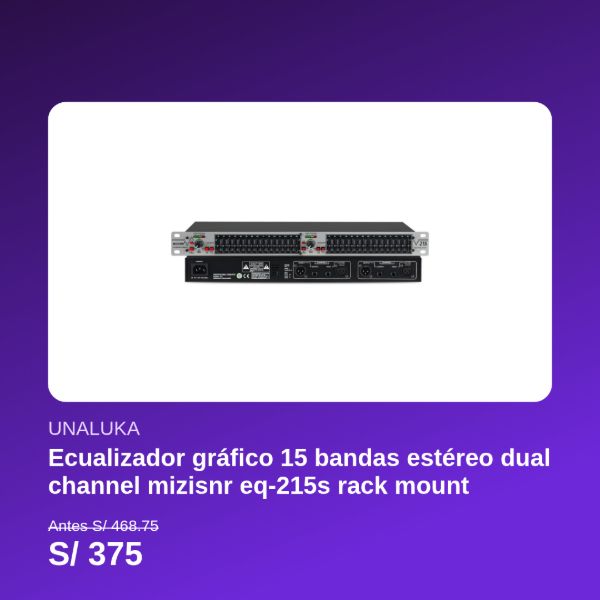 UNALUKA
Ecualizador gráfico 15 bandas estéreo dual
channel mizisnr eq-215s rack mount
Antes S/ 468.75
S/ 375